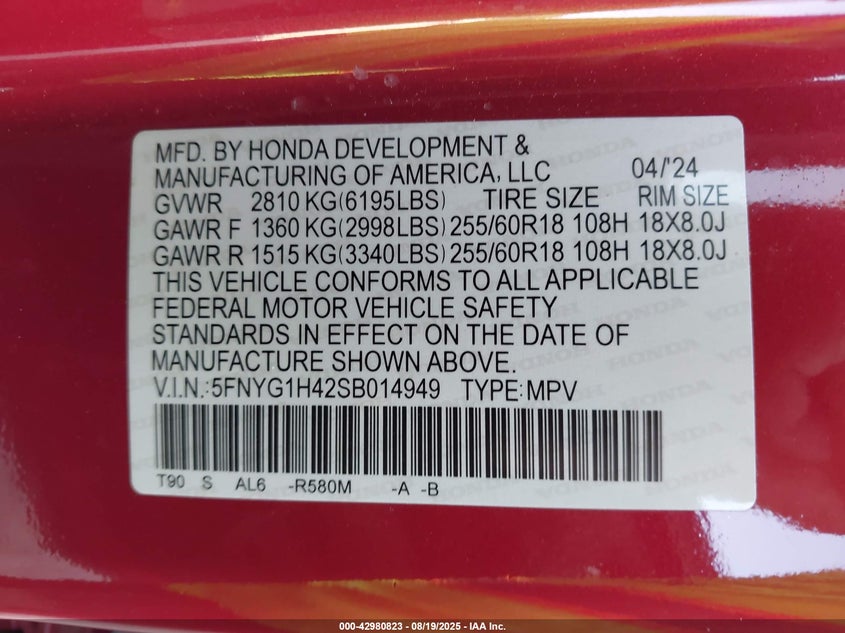 MFD. BY HONDA DEVELOPMENT &
MANUFACTURING OF AMERICA, LLC 04/'24
GVWR 2810 KG(6195LBS) TIRE SIZE RIM SIZE
GAWR F 1360 KG(2998LBS) 255/60R18 108H 18X8.0J
GAWR R 1515 KG(3340LBS) 255/60R18 108H 18X8.0J
THIS VEHICLE CONFORMS TO ALL APPLICABLE
FEDERAL MOTOR VEHICLE SAFETY
STANDARDS IN EFFECT ON THE DATE OF
MANUFACTURE SHOWN ABOVE.
V.I.N.:5FNYG1H42SB014949 TYPE:MPV
T90 S AL6 -R580M -A -B
000-42980823 - 08/19/2025 - IAA Inc.